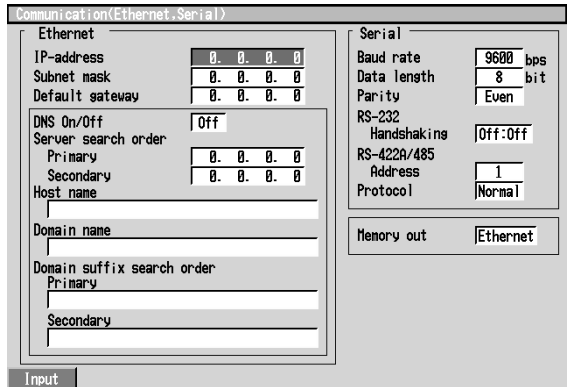 Communication(Ethernet.Serial)
Ethernet
IP-address 0. 0. 0. 0
Subnet mask 0. 0. 0. 0
Default gateway 0. 0. 0. 0
DNS On/Off Off
Server search order
Primary 0. 0. 0. 0
Secondary 0. 0. 0. 0
Host name
Domain name
Domain suffix search order
Primary
Secondary
Serial
Baud rate 9600 bps
Data length 8 bit
Parity Even
RS-232
Handshaking Off:Off
RS-422A/485
Address 1
Protocol Normal
Memory out Ethernet
Input